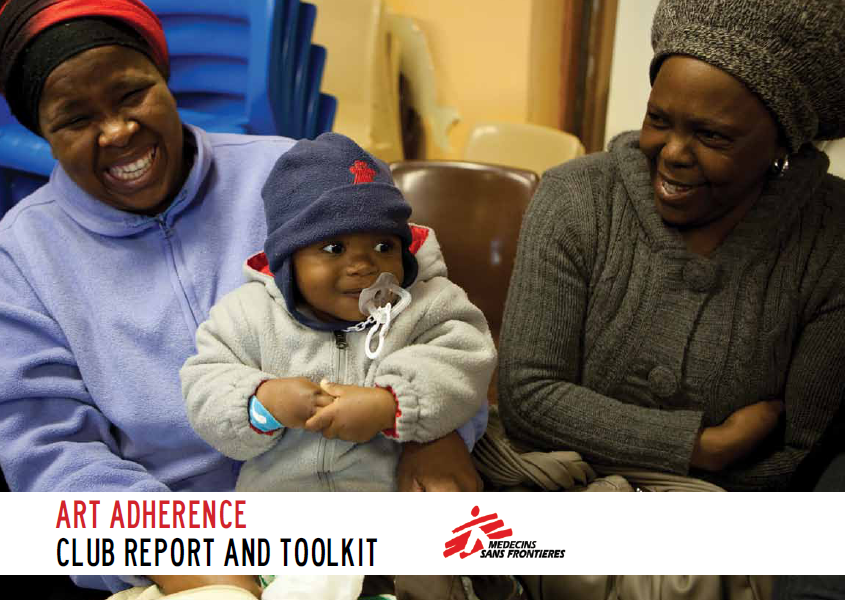 ART ADHERENCE
CLUB REPORT AND TOOLKIT
MEDECINS
SANS FRONTIERES